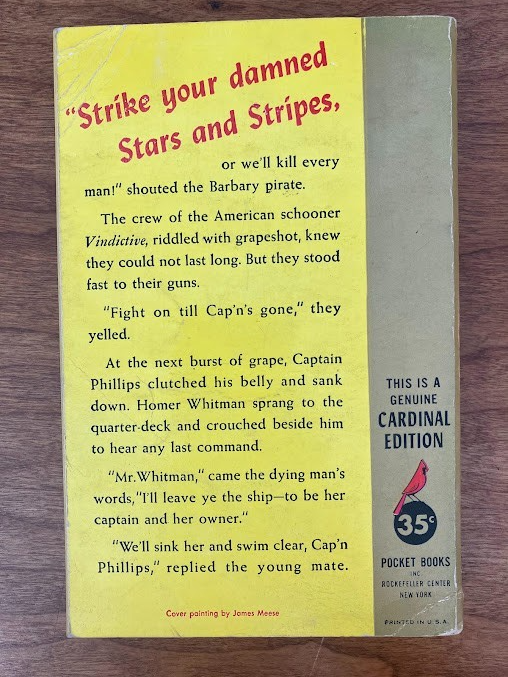 "Strike your damned
Stars and Stripes,
or we'll kill every
man!" shouted the Barbary pirate.
The crew of the American schooner
Vindictive, riddled with grapeshot, knew
they could not last long. But they stood
fast to their guns.
"Fight on till Cap'n's gone," they
yelled.
At the next burst of grape, Captain
Phillips clutched his belly and sank
down. Homer Whitman sprang to the
quarter-deck and crouched beside him
to hear any last command.
"Mr.Whitman," came the dying man's
words,"I'll leave ye the ship—to be her
captain and her owner."
"We'll sink her and swim clear, Cap'n
Phillips," replied the young mate.
Cover painting by James Meese
THIS IS A
GENUINE
CARDINAL
EDITION
35c
POCKET BOOKS
INC.
ROCKEFELLER CENTER
NEW YORK
PRINTED IN U.S.A.